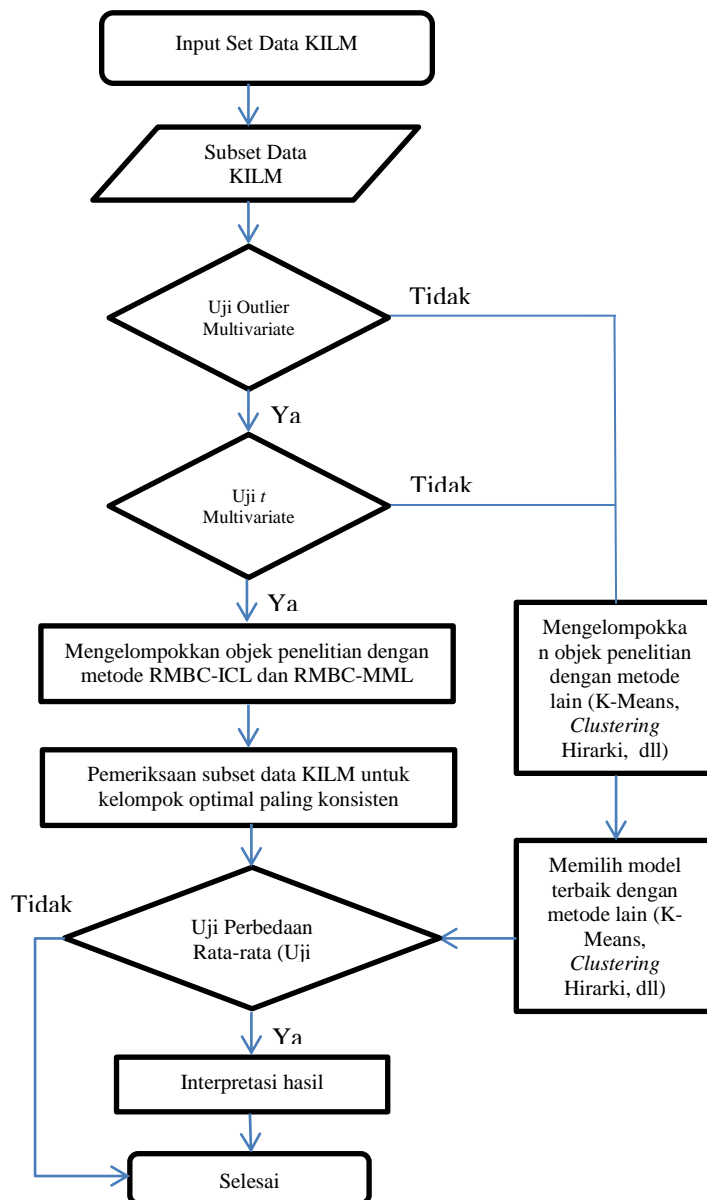 Input Set Data KILM
Subset Data
KILM
Uji Outlier
Multivariate
Tidak
Ya
Uji t
Multivariate
Tidak
Ya
Mengelompokkan objek penelitian dengan
metode RMBC-ICL dan RMBC-MML
Mengelompokka
n objek penelitian
dengan metode
lain (K-Means,
Clustering
Hirarki, dll)
Pemeriksaan subset data KILM untuk
kelompok optimal paling konsisten
Memilih model
terbaik dengan
metode lain (K-
Means,
Clustering
Hirarki, dll)
Tidak
Uji Perbedaan
Rata-rata (Uji
Ya
Interpretasi hasil
Selesai